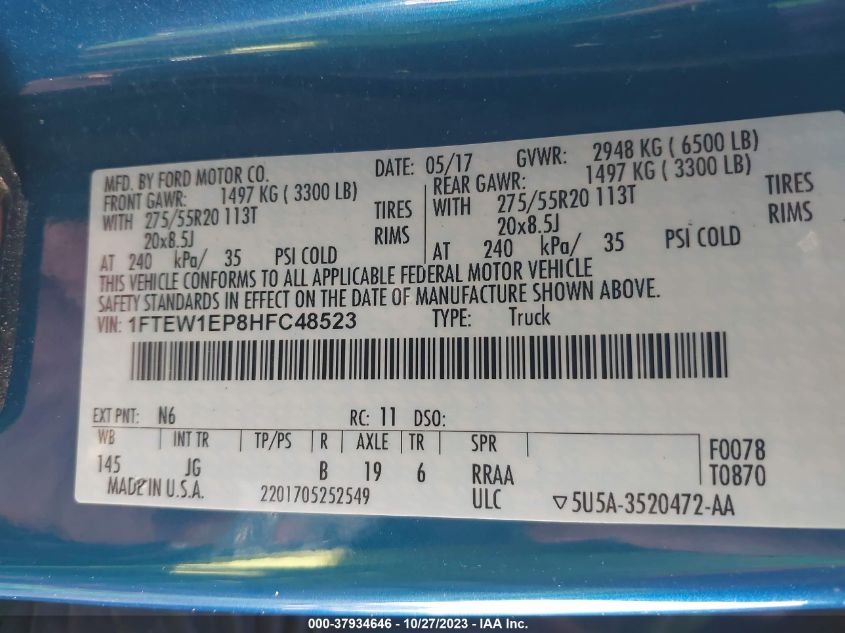 MFD. BY FORD MOTOR CO. DATE: 05/17 GVWR: 2948 KG ( 6500 LB)
FRONT GAWR: 1497 KG ( 3300 LB) REAR GAWR: 1497 KG ( 3300 LB)
WITH 275/55R20 113T TIRES WITH 275/55R20 113T TIRES
20x8.5J RIMS 20x8.5J RIMS
AT 240 kPa/ 35 PSI COLD AT 240 kPa/ 35 PSI COLD
THIS VEHICLE CONFORMS TO ALL APPLICABLE FEDERAL MOTOR VEHICLE
SAFETY STANDARDS IN EFFECT ON THE DATE OF MANUFACTURE SHOWN ABOVE.
VIN: 1FTEW1EP8HFC48523 TYPE: Truck
EXT PNT: N6 RC: 11 DSO:
WB INT TR TP/PS R AXLE TR SPR F0078
145 JG B 19 6 RRAA T0870
MADE IN U.S.A. 2201705252549 ULC ▽5U5A-3520472-AA
000-37934646 - 10/27/2023 - IAA Inc.